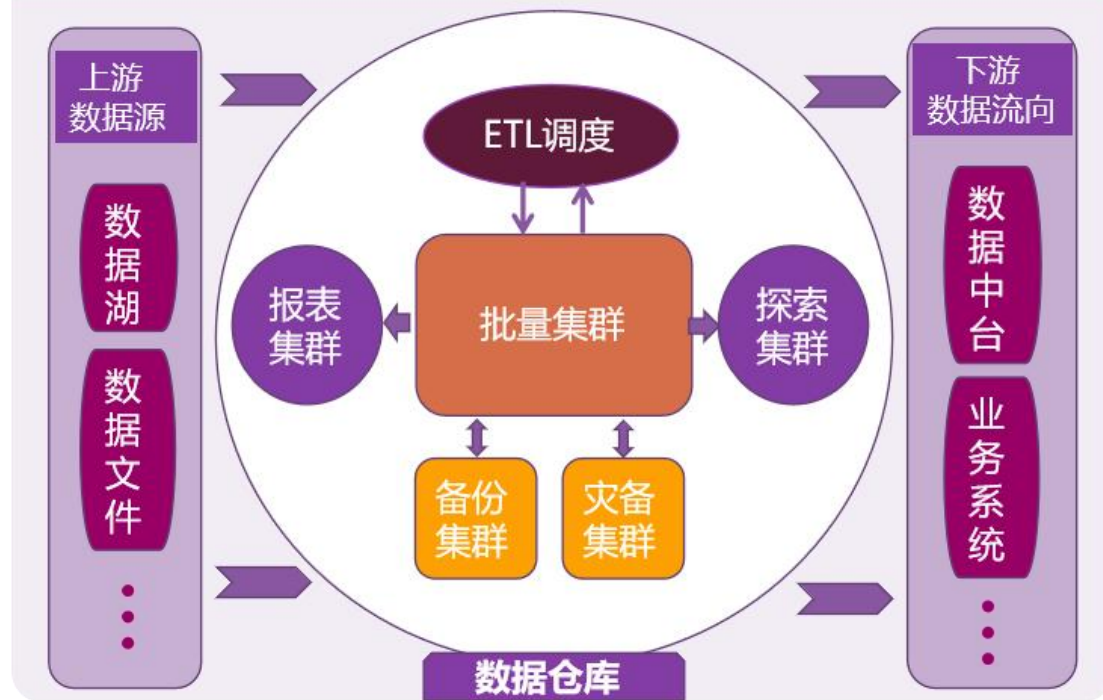 上游
数据源
数据湖
数据文件
ETL调度
报表
集群
批量集群
探索
集群
备份
集群
灾备
集群
数据仓库
下游
数据流向
数据中台
业务系统